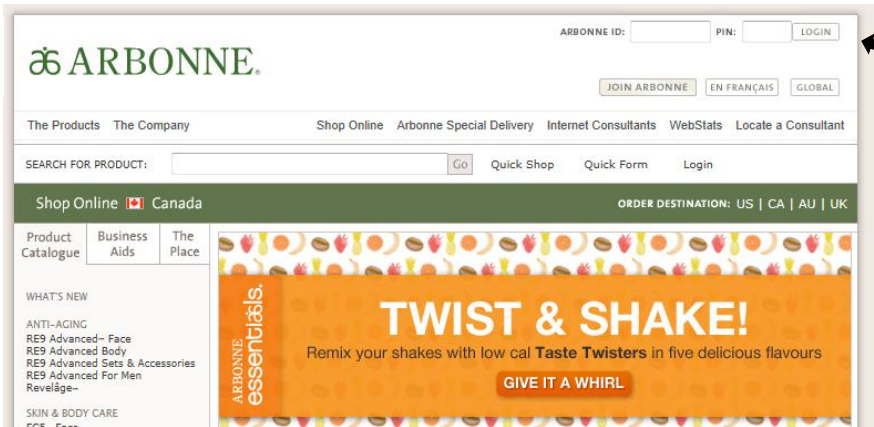 ARBONNE ID: PIN: LOGIN
ARBONNE.
JOIN ARBONNE EN FRANÇAIS GLOBAL
The Products The Company Shop Online Arbonne Special Delivery Internet Consultants WebStats Locate a Consultant
SEARCH FOR PRODUCT: Go Quick Shop Quick Form Login
Shop Online Canada ORDER DESTINATION: US | CA | AU | UK
Product Catalogue
Business Aids
The Place
WHAT'S NEW
ANTI-AGING
RE9 Advanced~ Face
RE9 Advanced Body
RE9 Advanced Sets & Accessories
RE9 Advanced For Men
Revelâge~
SKIN & BODY CARE
ARBONNE
essentials.
TWIST & SHAKE!
Remix your shakes with low cal Taste Twisters in five delicious flavours
GIVE IT A WHIRL